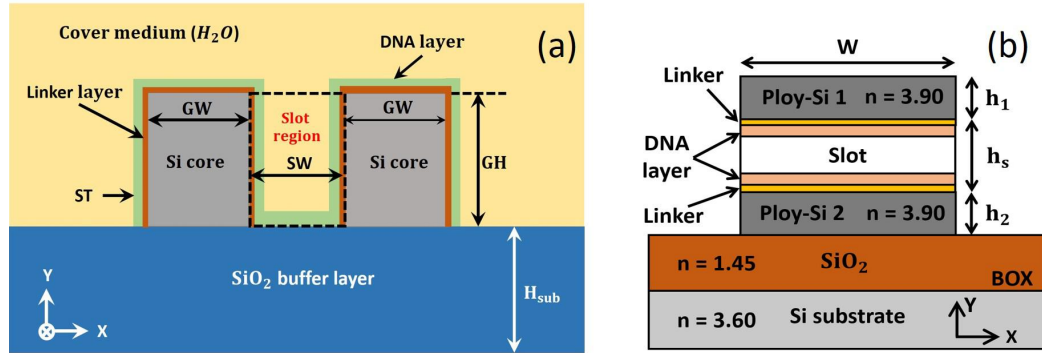 Cover medium (H₂O)
(a)
DNA layer
Linker layer
GW
GW
Slot
region
Si core
SW
Si core
GH
ST
SiO₂ buffer layer
H_sub
Y
X
(b)
W
Linker
Ploy-Si 1 n = 3.90
h₁
DNA
layer
Slot
h_s
Linker
Ploy-Si 2 n = 3.90
h₂
n = 1.45
SiO₂
BOX
n = 3.60
Si substrate
Y
X